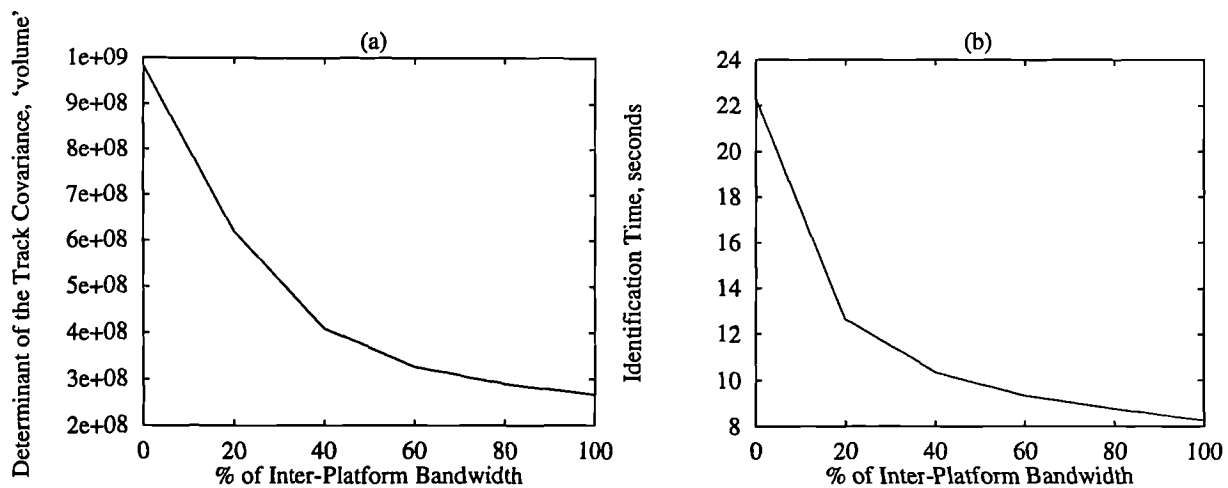 (a)
Determinant of the Track Covariance, ‘volume’
1e+09
9e+08
8e+08
7e+08
6e+08
5e+08
4e+08
3e+08
2e+08
0 20 40 60 80 100
% of Inter-Platform Bandwidth
(b)
Identification Time, seconds
24
22
20
18
16
14
12
10
8
0 20 40 60 80 100
% of Inter-Platform Bandwidth